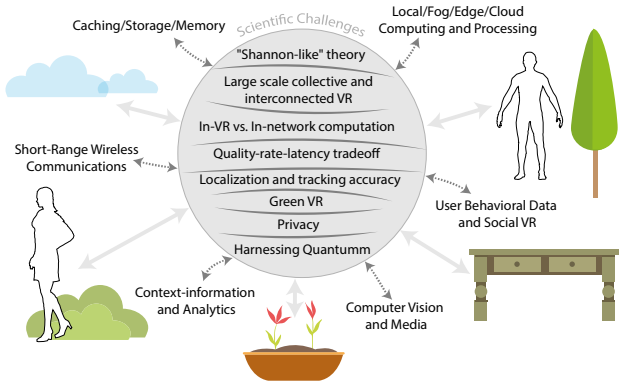 Scientific Challenges
Caching/Storage/Memory
Local/Fog/Edge/Cloud
Computing and Processing
"Shannon-like" theory
Large scale collective and
interconnected VR
In-VR vs. In-network computation
Quality-rate-latency tradeoff
Localization and tracking accuracy
Green VR
Privacy
Harnessing Quantumm
Short-Range Wireless
Communications
User Behavioral Data
and Social VR
Context-information
and Analytics
Computer Vision
and Media